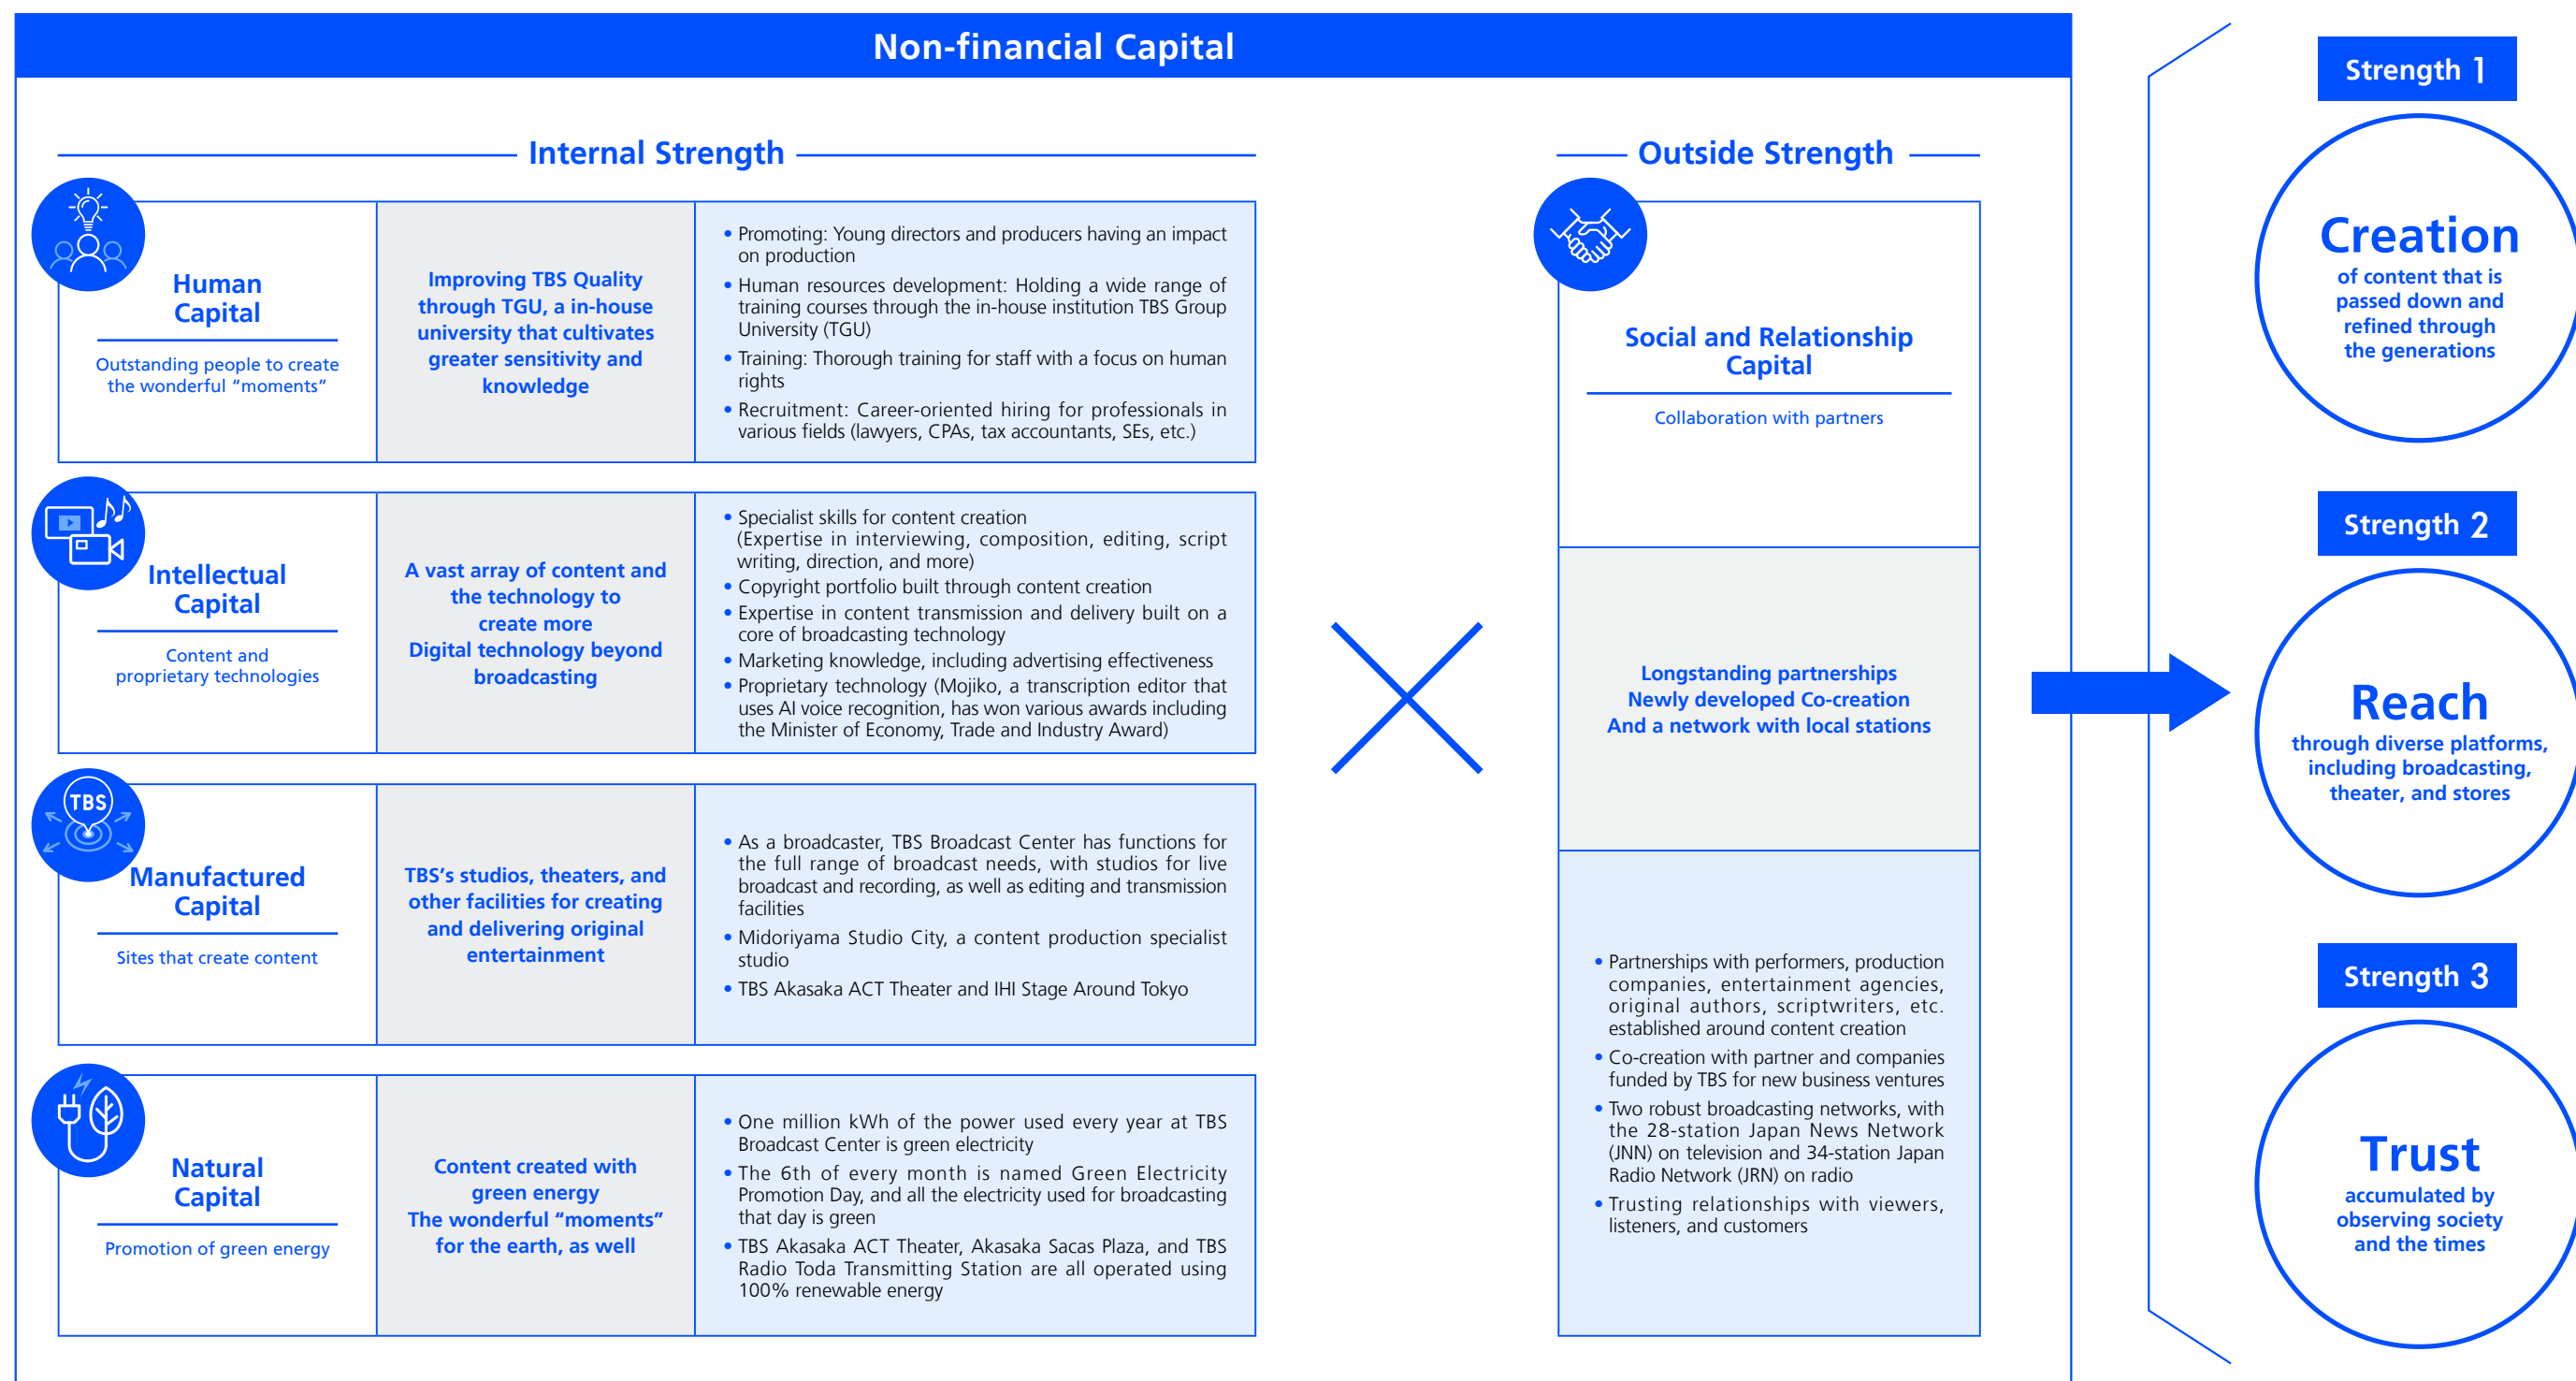 Non-financial Capital
Internal Strength
Human
Capital
Outstanding people to create
the wonderful “moments”
Improving TBS Quality
through TGU, a in-house
university that cultivates
greater sensitivity and
knowledge
• Promoting: Young directors and producers having an impact
on production
• Human resources development: Holding a wide range of
training courses through the in-house institution TBS Group
University (TGU)
• Training: Thorough training for staff with a focus on human
rights
• Recruitment: Career-oriented hiring for professionals in
various fields (lawyers, CPAs, tax accountants, SEs, etc.)
Intellectual
Capital
Content and
proprietary technologies
A vast array of content and
the technology to
create more
Digital technology beyond
broadcasting
• Specialist skills for content creation
(Expertise in interviewing, composition, editing, script
writing, direction, and more)
• Copyright portfolio built through content creation
• Expertise in content transmission and delivery built on a
core of broadcasting technology
• Marketing knowledge, including advertising effectiveness
• Proprietary technology (Mojiko, a transcription editor that
uses AI voice recognition, has won various awards including
the Minister of Economy, Trade and Industry Award)
TBS
Manufactured
Capital
Sites that create content
TBS’s studios, theaters, and
other facilities for creating
and delivering original
entertainment
• As a broadcaster, TBS Broadcast Center has functions for
the full range of broadcast needs, with studios for live
broadcast and recording, as well as editing and transmission
facilities
• Midoriyama Studio City, a content production specialist
studio
• TBS Akasaka ACT Theater and IHI Stage Around Tokyo
Natural
Capital
Promotion of green energy
Content created with
green energy
The wonderful “moments”
for the earth, as well
• One million kWh of the power used every year at TBS
Broadcast Center is green electricity
• The 6th of every month is named Green Electricity
Promotion Day, and all the electricity used for broadcasting
that day is green
• TBS Akasaka ACT Theater, Akasaka Sacas Plaza, and TBS
Radio Toda Transmitting Station are all operated using
100% renewable energy
Outside Strength
Social and Relationship
Capital
Collaboration with partners
Longstanding partnerships
Newly developed Co-creation
And a network with local stations
• Partnerships with performers, production
companies, entertainment agencies,
original authors, scriptwriters, etc.
established around content creation
• Co-creation with partner and companies
funded by TBS for new business ventures
• Two robust broadcasting networks, with
the 28-station Japan News Network
(JNN) on television and 34-station Japan
Radio Network (JRN) on radio
• Trusting relationships with viewers,
listeners, and customers
Strength 1
Creation
of content that is
passed down and
refined through
the generations
Strength 2
Reach
through diverse platforms,
including broadcasting,
theater, and stores
Strength 3
Trust
accumulated by
observing society
and the times